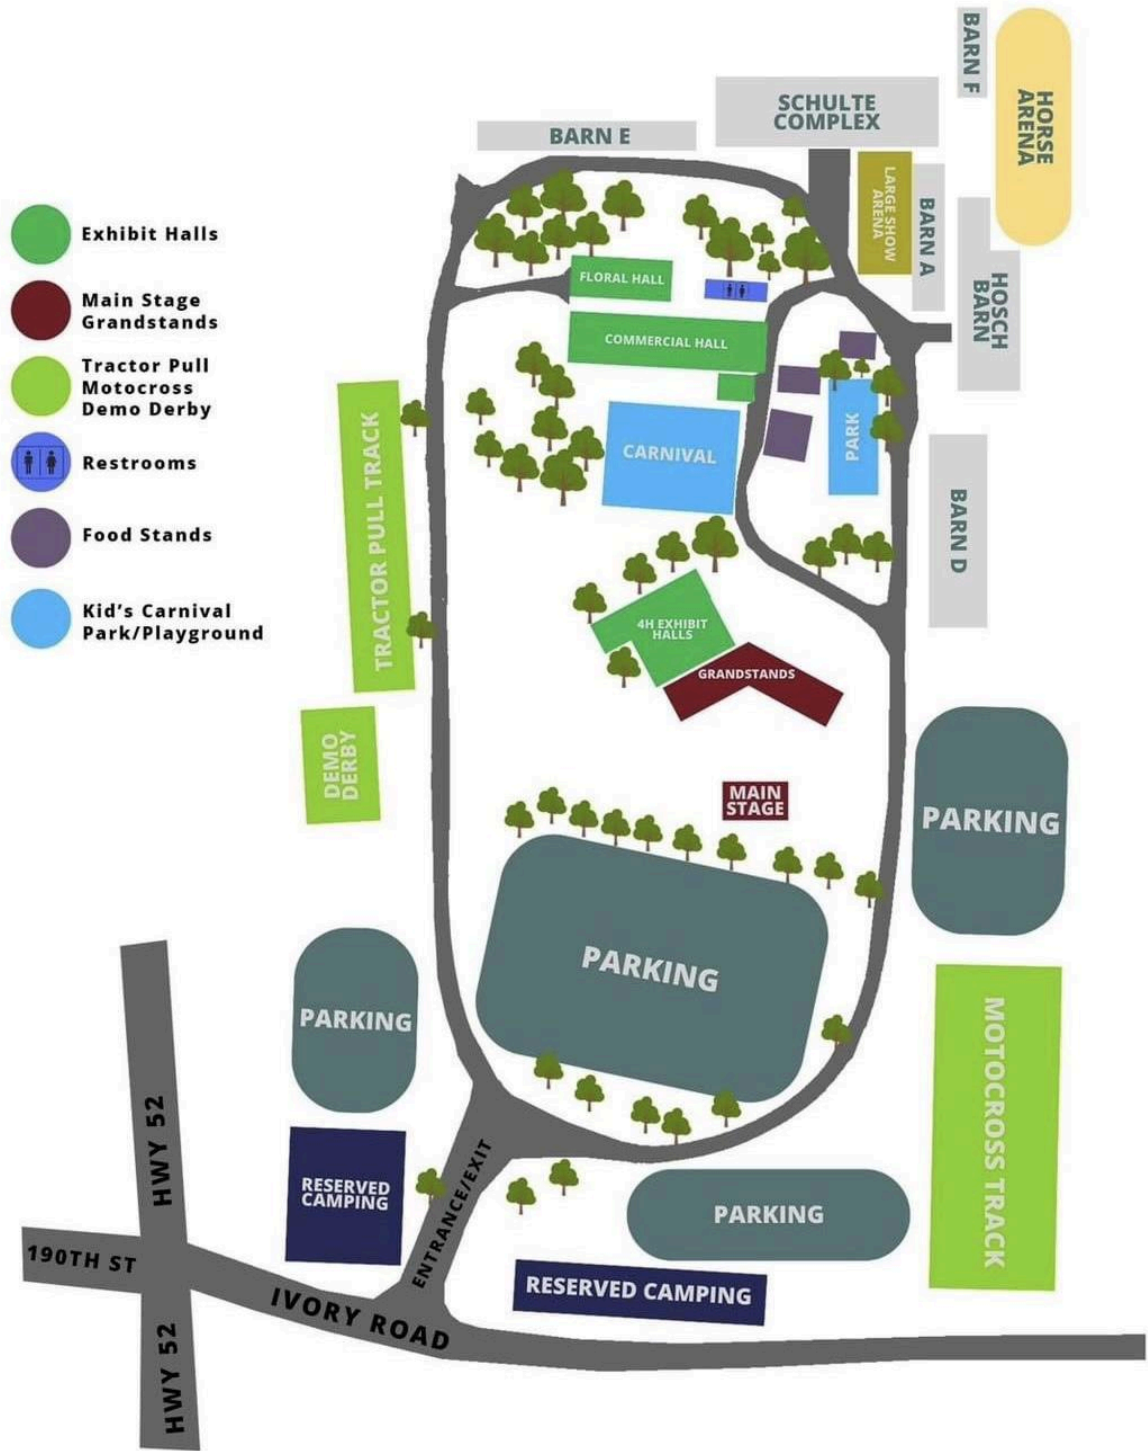 BARN F
HORSE
ARENA
SCHULTE
COMPLEX
BARN E
LARGE SHOW
ARENA
BARN A
HOSCH
BARN
Exhibit Halls
Main Stage
Grandstands
Tractor Pull
Motocross
Demo Derby
Restrooms
Food Stands
Kid's Carnival
Park/Playground
FLORAL HALL
COMMERCIAL HALL
CARNIVAL
PARK
TRACTOR PULL TRACK
BARN D
4H EXHIBIT
HALLS
GRANDSTANDS
DEMO
DERBY
MAIN
STAGE
PARKING
PARKING
PARKING
MOTOCROSS TRACK
RESERVED
CAMPING
ENTRANCE/EXIT
PARKING
RESERVED CAMPING
HWY 52
190TH ST
IVORY ROAD
HWY 52